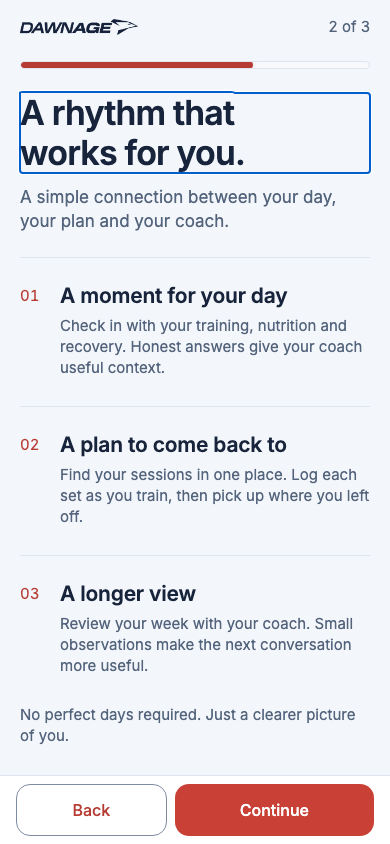 DAWNAGE
2 of 3
A rhythm that
works for you.
A simple connection between your day,
your plan and your coach.
01
A moment for your day
Check in with your training, nutrition and
recovery. Honest answers give your coach
useful context.
02
A plan to come back to
Find your sessions in one place. Log each
set as you train, then pick up where you left
off.
03
A longer view
Review your week with your coach. Small
observations make the next conversation
more useful.
No perfect days required. Just a clearer picture
of you.
Back
Continue